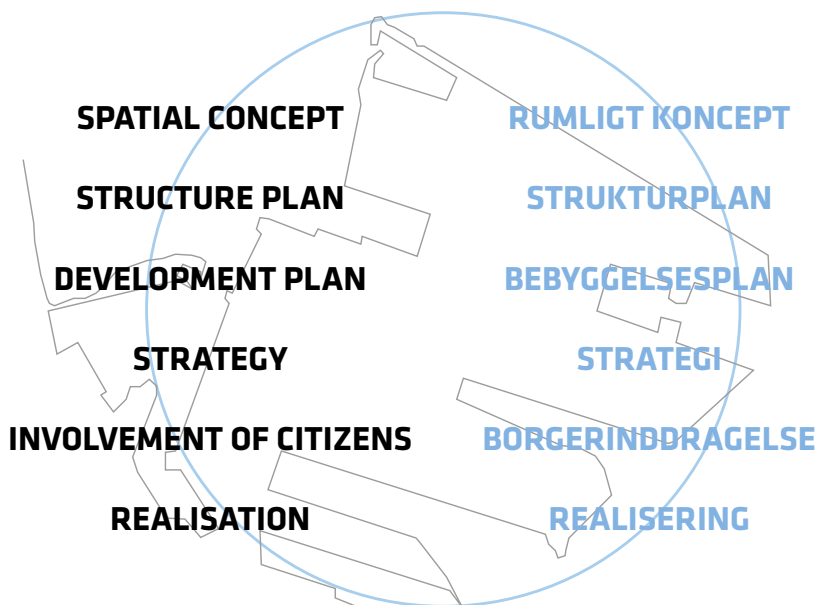 SPATIAL CONCEPT
STRUCTURE PLAN
DEVELOPMENT PLAN
STRATEGY
INVOLVEMENT OF CITIZENS
REALISATION
RUMLIGT KONCEPT
STRUKTURPLAN
BEBYGGELSESPLAN
STRATEGI
BORGERINDDRAGELSE
REALISERING